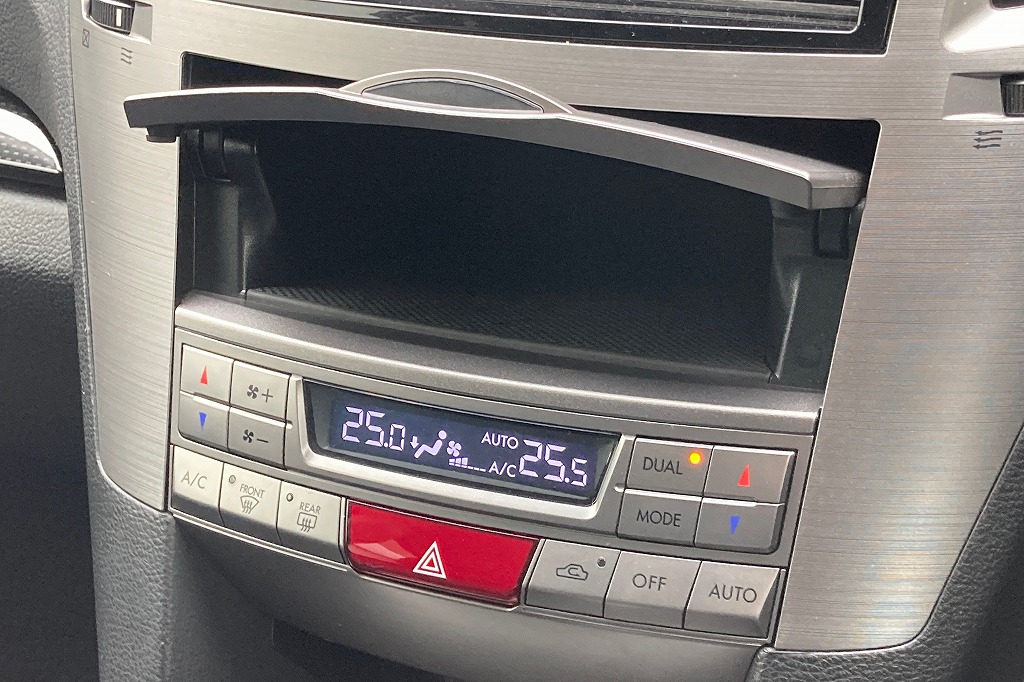 +
−
25.0
AUTO
A/C
25.5
DUAL
MODE
A/C
FRONT
REAR
OFF
AUTO